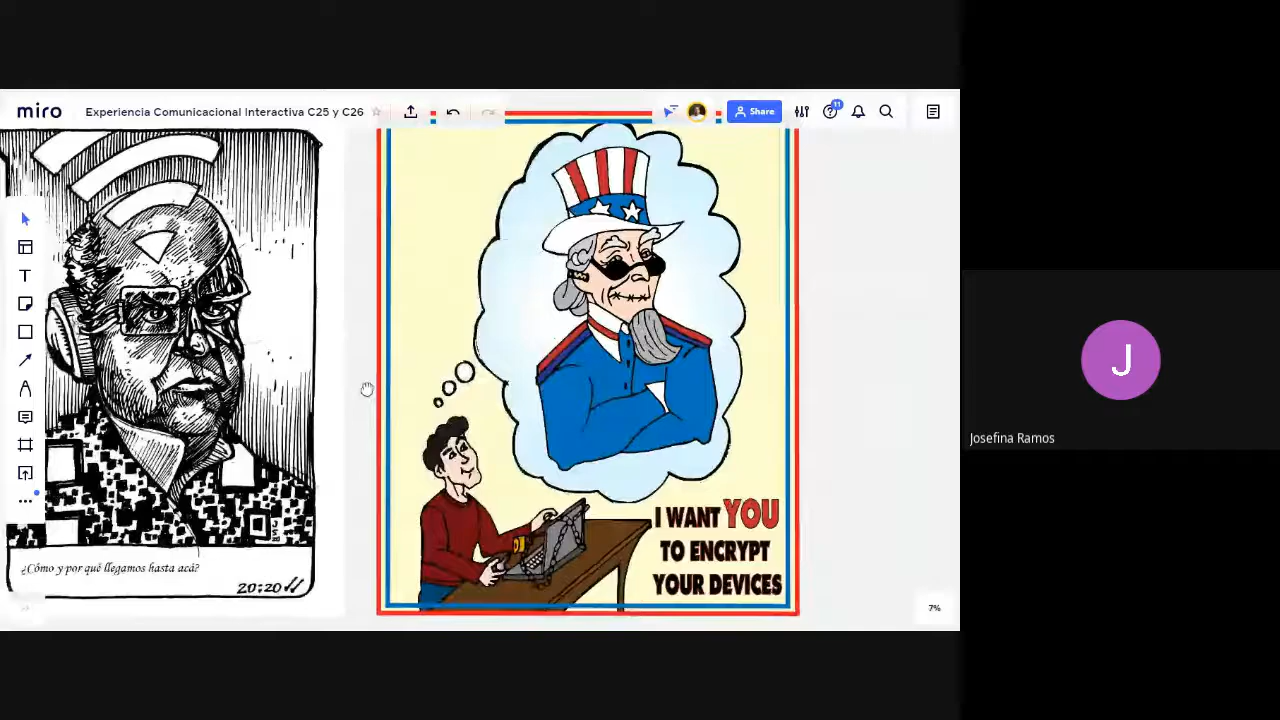 miro
Experiencia Comunicacional Interactiva C25 y C26
Share
11
¿Cómo y por qué llegamos hasta acá?
20:20
I WANT YOU
TO ENCRYPT
YOUR DEVICES
7%
J
Josefina Ramos